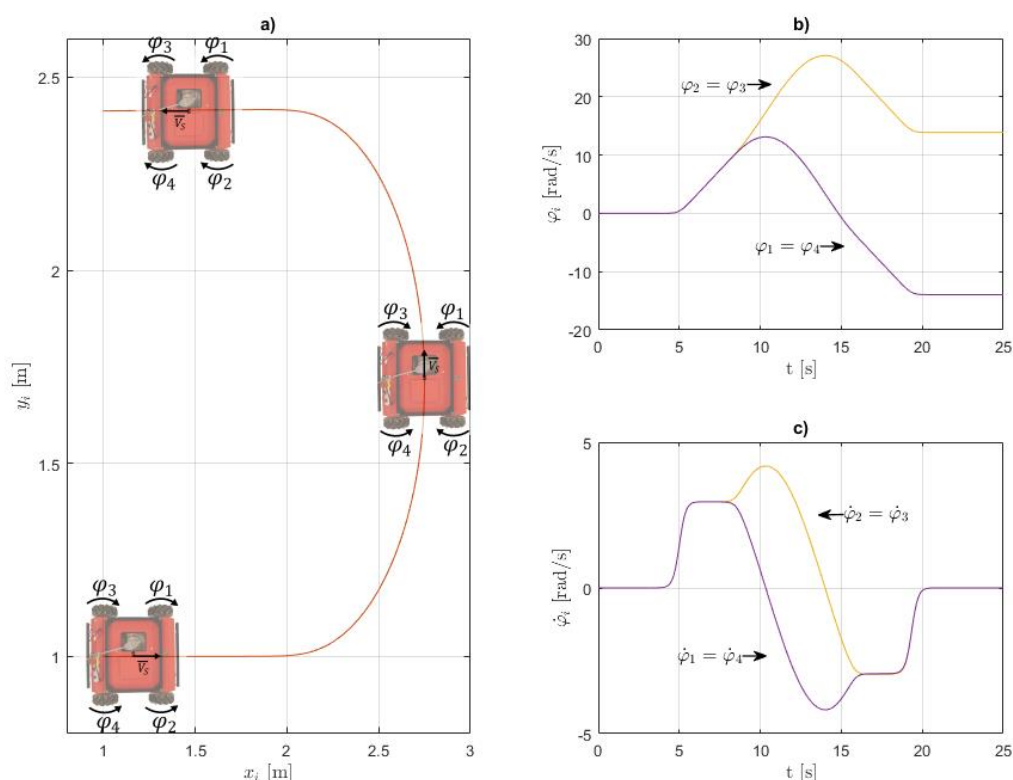 a)
φ₃ φ₁
V̅ₛ
φ₄ φ₂
φ₃ φ₁
V̅ₛ
φ₄ φ₂
φ₃ φ₁
V̅ₛ
φ₄ φ₂
2.5
2
1.5
1
1 1.5 2 2.5 3
yᵢ [m]
xᵢ [m]
b)
30
20
10
0
-10
-20
φ₂ = φ₃
φ₁ = φ₄
φᵢ [rad/s]
0 5 10 15 20 25
t [s]
c)
5
0
-5
φ̇₂ = φ̇₃
φ̇₁ = φ̇₄
φ̇ᵢ [rad/s]
0 5 10 15 20 25
t [s]